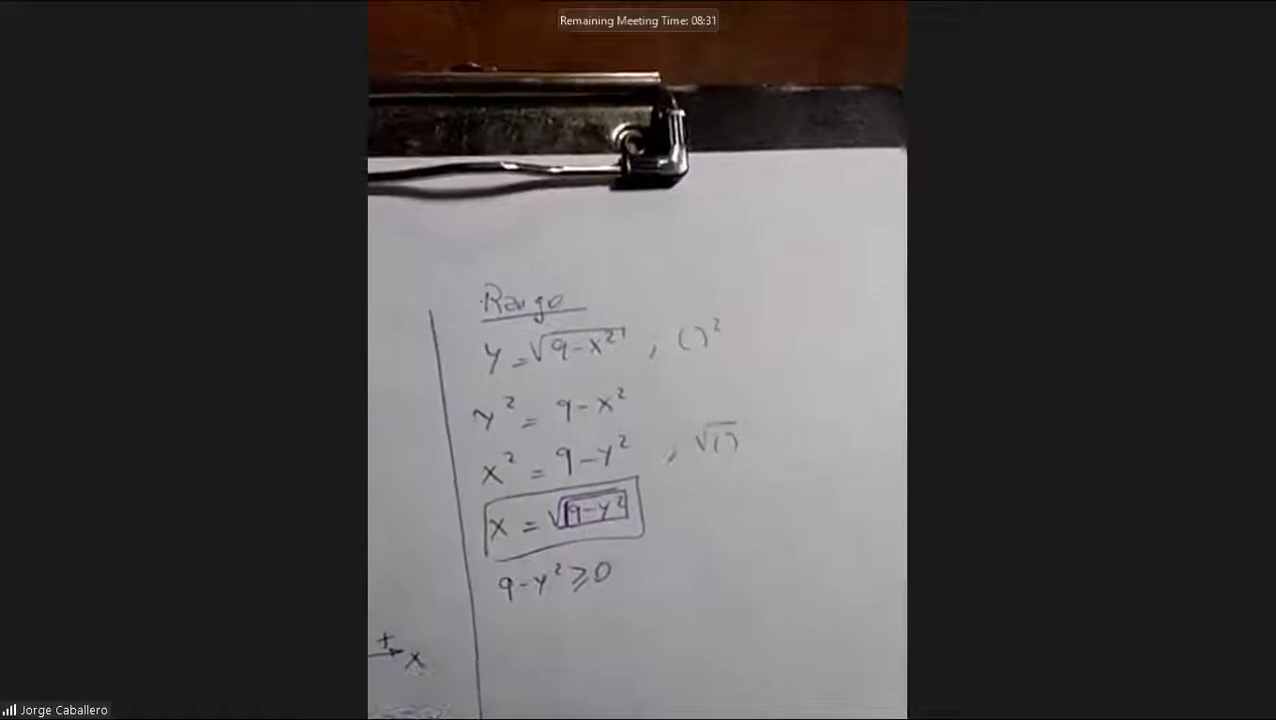 Remaining Meeting Time: 08:31
Rango
y = √9-x² , ( )²
y² = 9-x²
x² = 9-y² , √( )
x = √9-y²
9-y² ≥ 0
+
x
Jorge Caballero